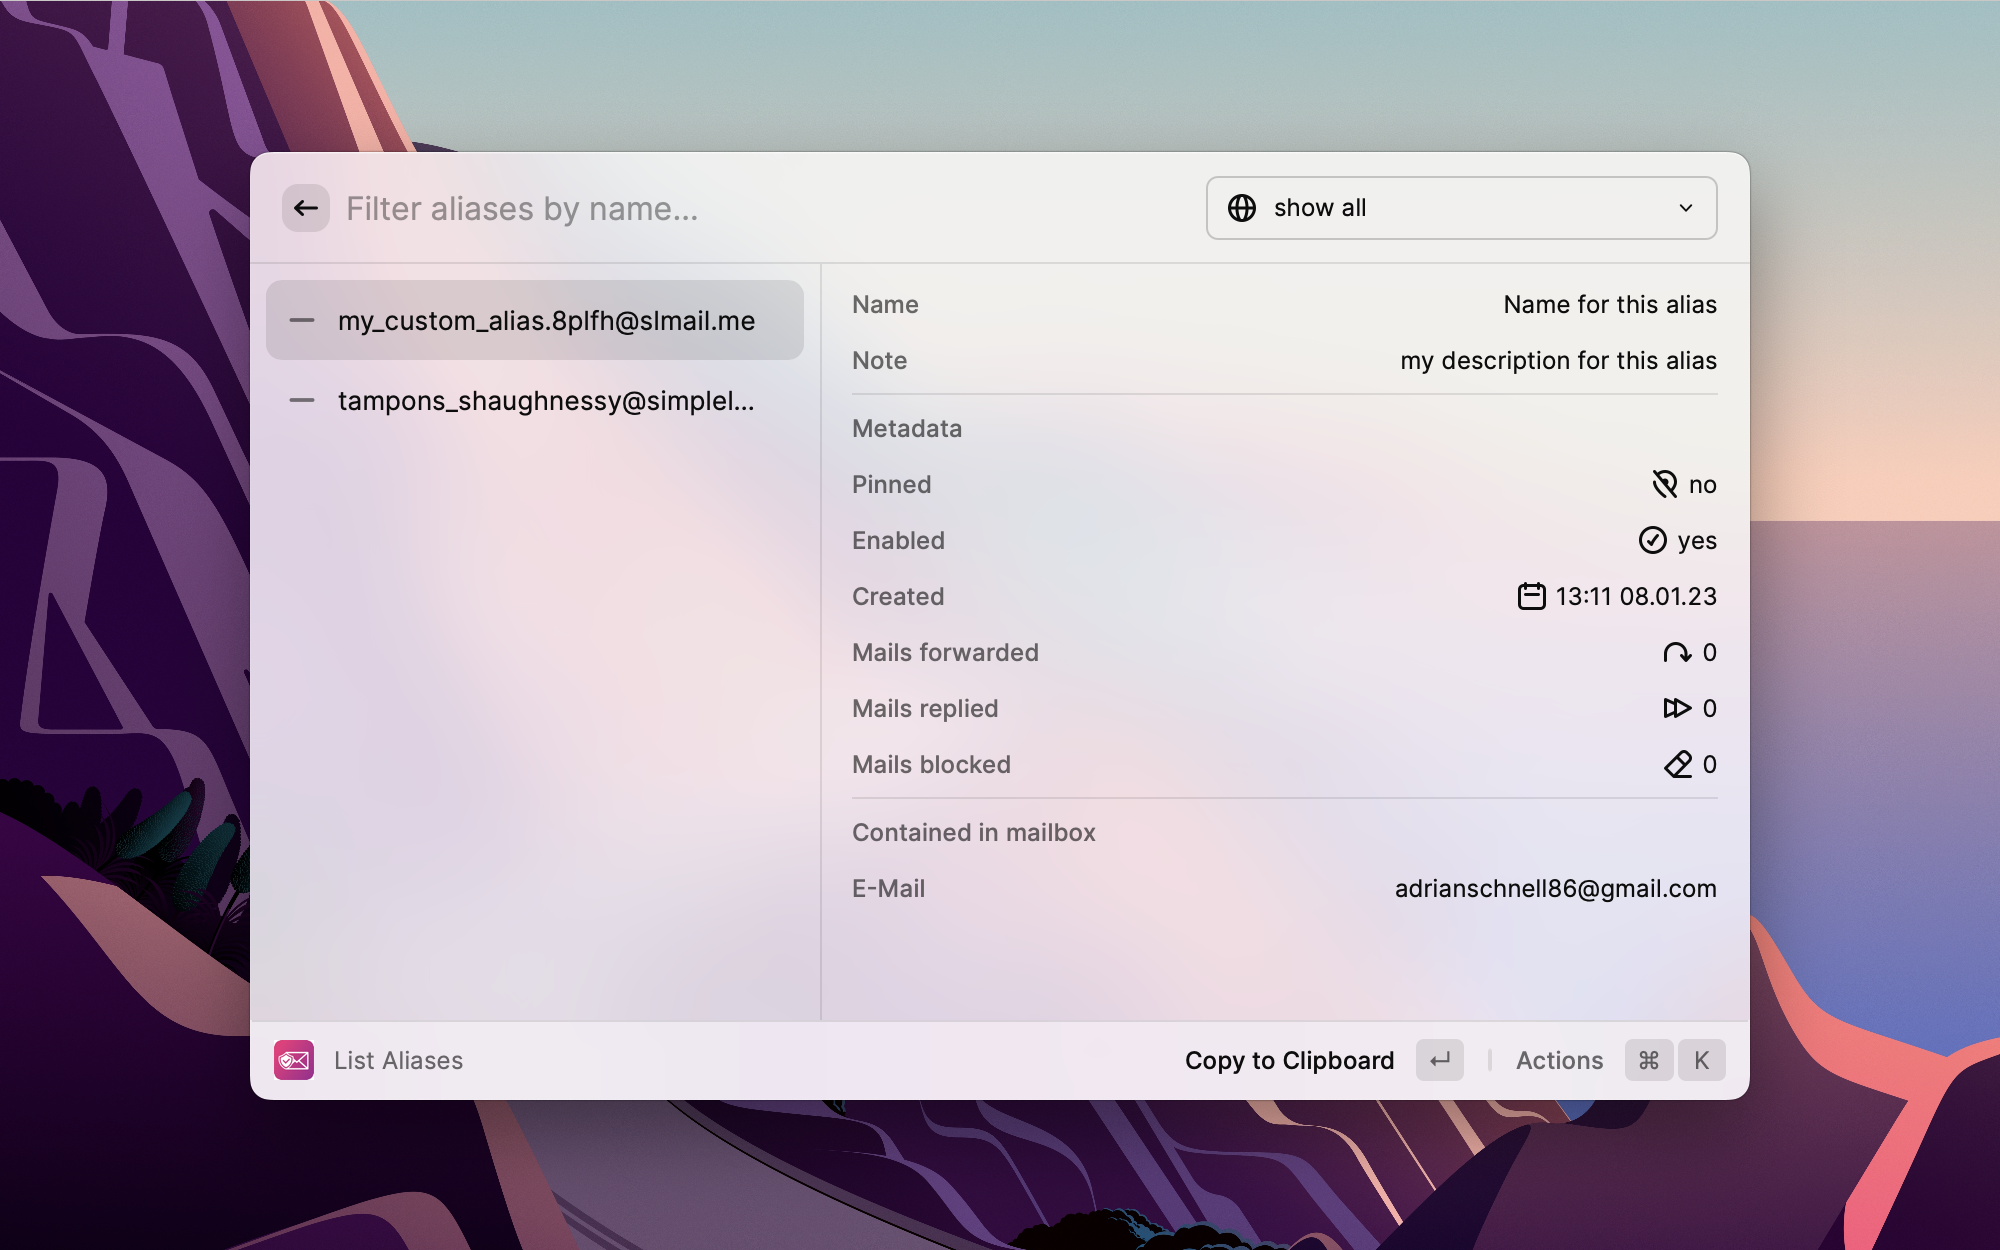 Filter aliases by name...
show all
my_custom_alias.8plfh@slmail.me
tampons_shaughnessy@simplel...
Name
Name for this alias
Note
my description for this alias
Metadata
Pinned
no
Enabled
yes
Created
13:11 08.01.23
Mails forwarded
0
Mails replied
0
Mails blocked
0
Contained in mailbox
E-Mail
adrianschnell86@gmail.com
List Aliases
Copy to Clipboard
Actions
⌘ K